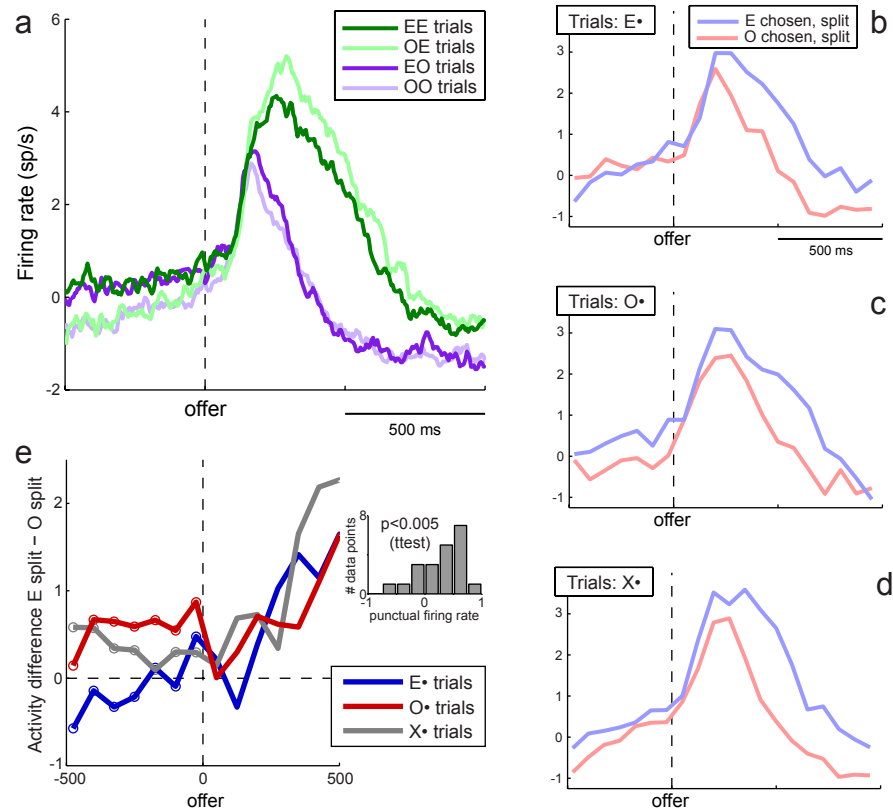 a
6
4
2
0
-2
Firing rate (sp/s)
EE trials
OE trials
EO trials
OO trials
offer
500 ms
b
Trials: E•
E chosen, split
O chosen, split
3
2
1
0
-1
offer
500 ms
c
Trials: O•
3
2
1
0
-1
offer
d
Trials: X•
3
2
1
0
-1
offer
e
Activity difference E split − O split
2
1
0
-1
-500
0
500
offer
8
0
# data points
p<0.005
(ttest)
-1
0
1
punctual firing rate
E• trials
O• trials
X• trials